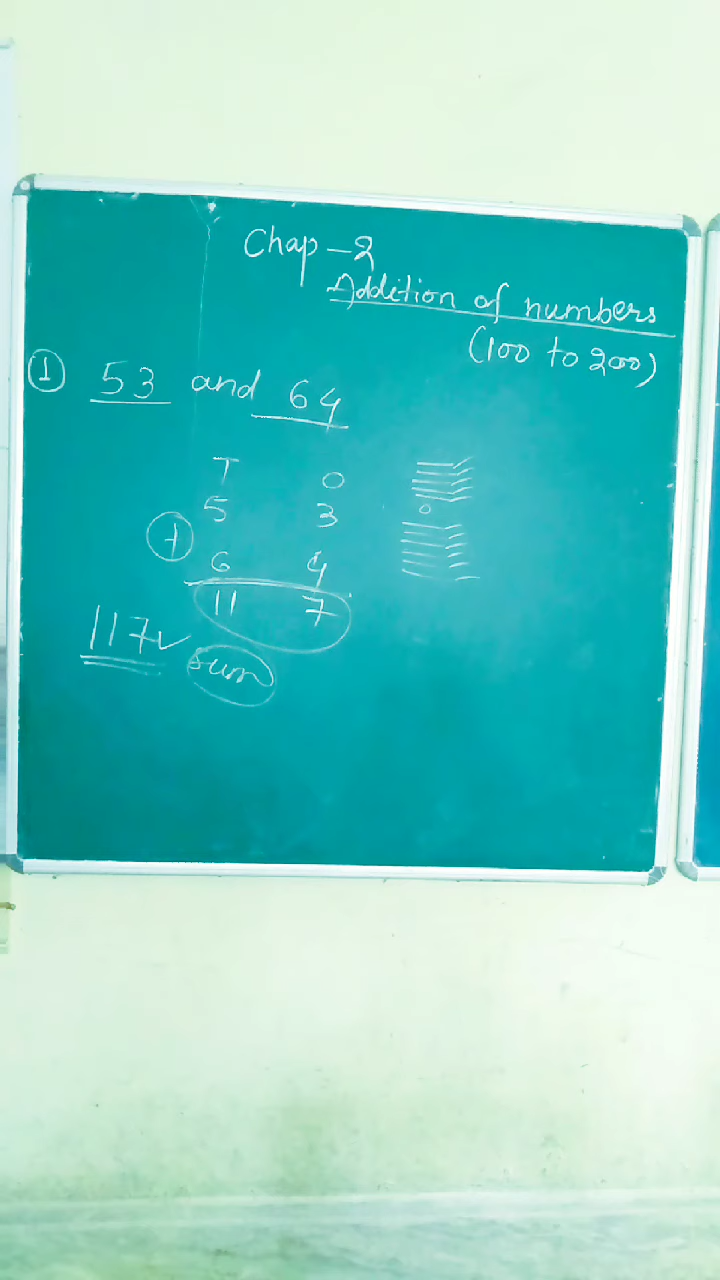 Chap-2
Addition of numbers
(100 to 200)
① 53 and 64
T O
5 3
+
6 4
11 7
117✓
sum